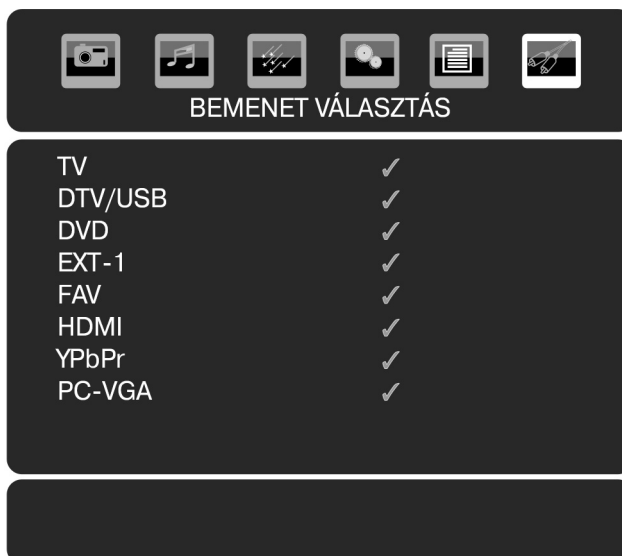 BEMENET VÁLASZTÁS
TV ✓
DTV/USB ✓
DVD ✓
EXT-1 ✓
FAV ✓
HDMI ✓
YPbPr ✓
PC-VGA ✓